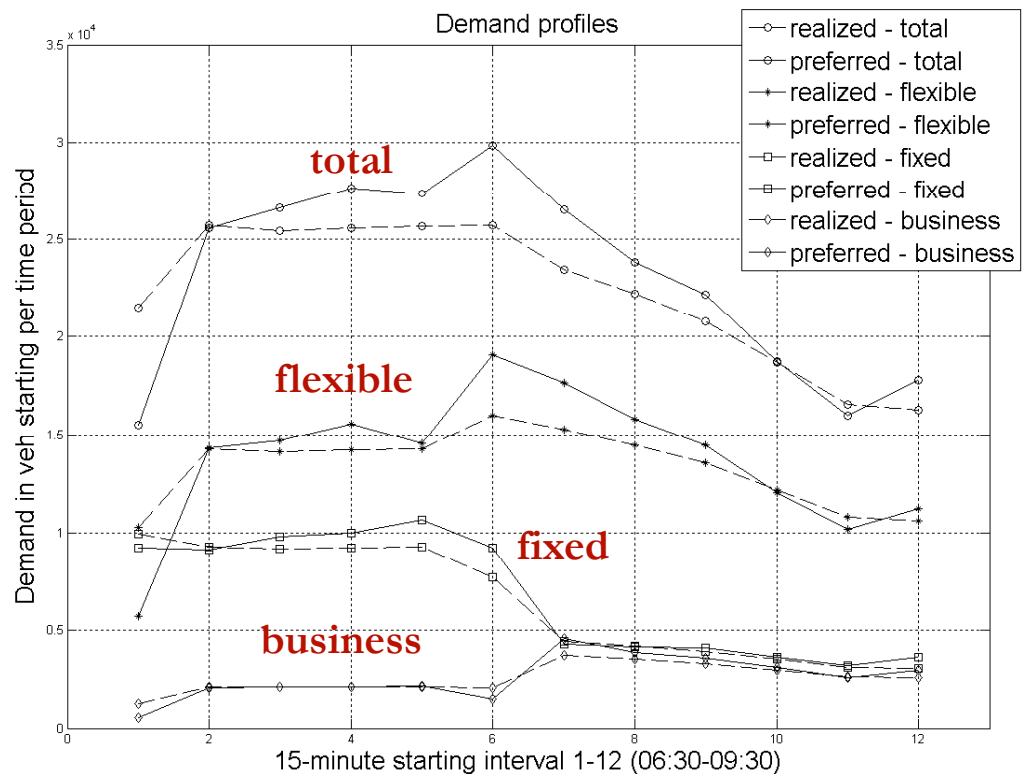 Demand profiles
x 10⁴
3.5
3
2.5
2
1.5
1
0.5
0
0
2
4
6
8
10
12
Demand in veh starting per time period
15-minute starting interval 1-12 (06:30-09:30)
total
flexible
fixed
business
realized - total
preferred - total
realized - flexible
preferred - flexible
realized - fixed
preferred - fixed
realized - business
preferred - business